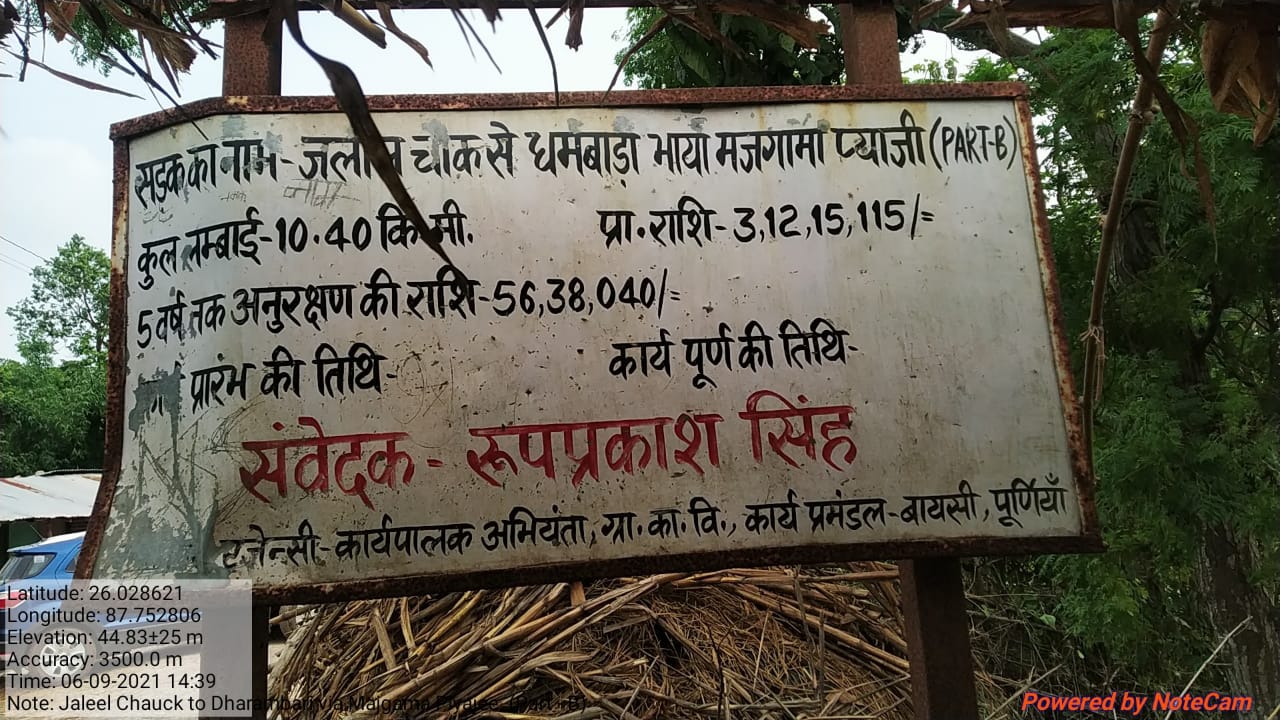 सड़क का नाम- चौक से धमबाड़ा भाया मजगामा प्याजी (PART-B)
कुल लम्बाई-10.40 कि.मी. प्रा.राशि-3,12,15,115/=
5 वर्ष तक अनुरक्षण की राशि-56,38,040/=
प्रारंभ की तिथि- कार्य पूर्ण की तिथि-
संवेदक - रूपप्रकाश सिंह
एजेन्सी-कार्यपालक अभियंता, ग्रा.का.वि., कार्य प्रमंडल-बायसी, पूर्णियाँ
Latitude: 26.028621
Longitude: 87.752806
Elevation: 44.83±25 m
Accuracy: 3500.0 m
Time: 06-09-2021 14:39
Note: Jaleel Chauck to
Powered by NoteCam